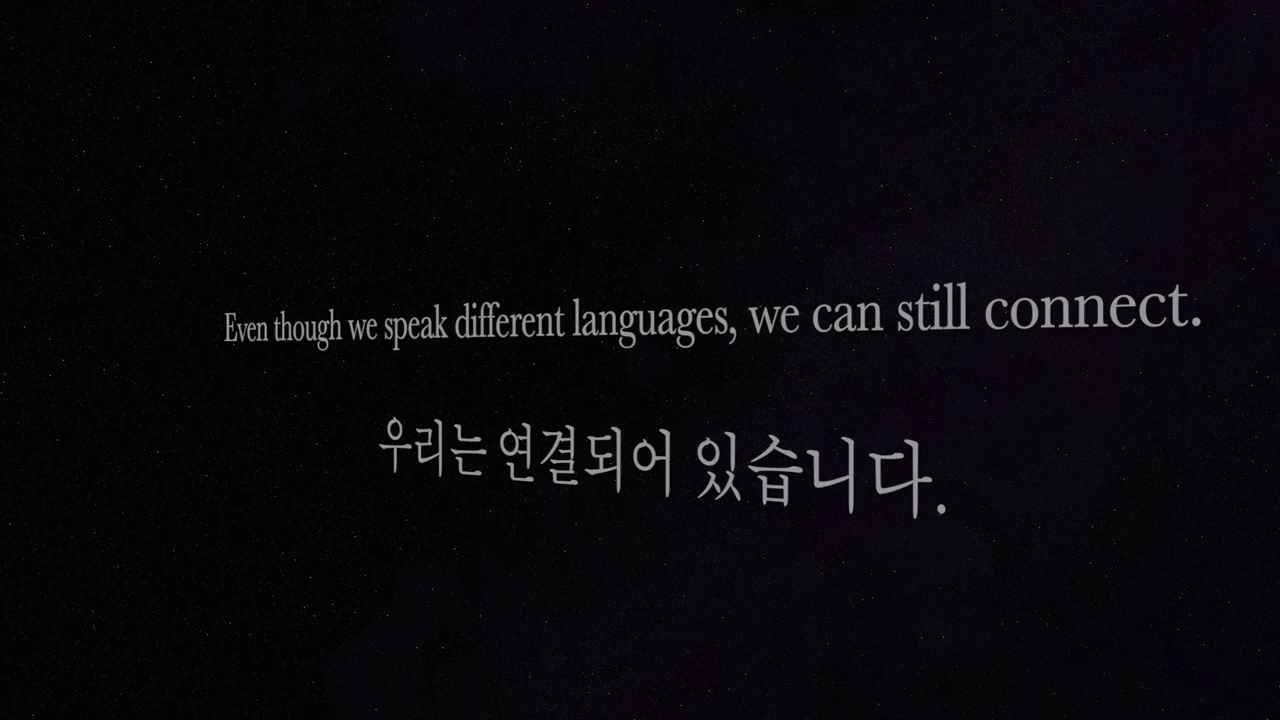 Even though we speak different languages, we can still connect.
우리는 연결되어 있습니다.